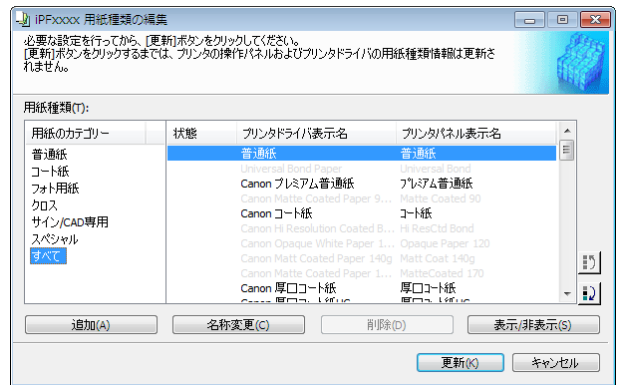 iPFxxxx 用紙種類の編集
必要な設定を行ってから、[更新]ボタンをクリックしてください。
[更新]ボタンをクリックするまでは、プリンタの操作パネルおよびプリンタドライバの用紙種類情報は更新さ
れません。
用紙種類(T):
用紙のカテゴリー 状態 プリンタドライバ表示名 プリンタパネル表示名
普通紙 普通紙 普通紙
Universal Bond Paper Universal Bond
コート紙 Canon プレミアム普通紙 プレミアム普通紙
フォト用紙 Canon Matte Coated Paper 9... Matte Coated 90
クロス Canon コート紙 コート紙
サイン/CAD専用 Canon Hi Resolution Coated B... Hi ResCtd Bond
スペシャル Canon Opaque White Paper 1... Opaque Paper 120
すべて Canon Matt Coated Paper 140g Matt Coat 140g
Canon Matte Coated Paper 1... MatteCoated 170
Canon 厚口コート紙 厚口コート紙
追加(A) 名称変更(C) 削除(D) 表示/非表示(S)
更新(K) キャンセル